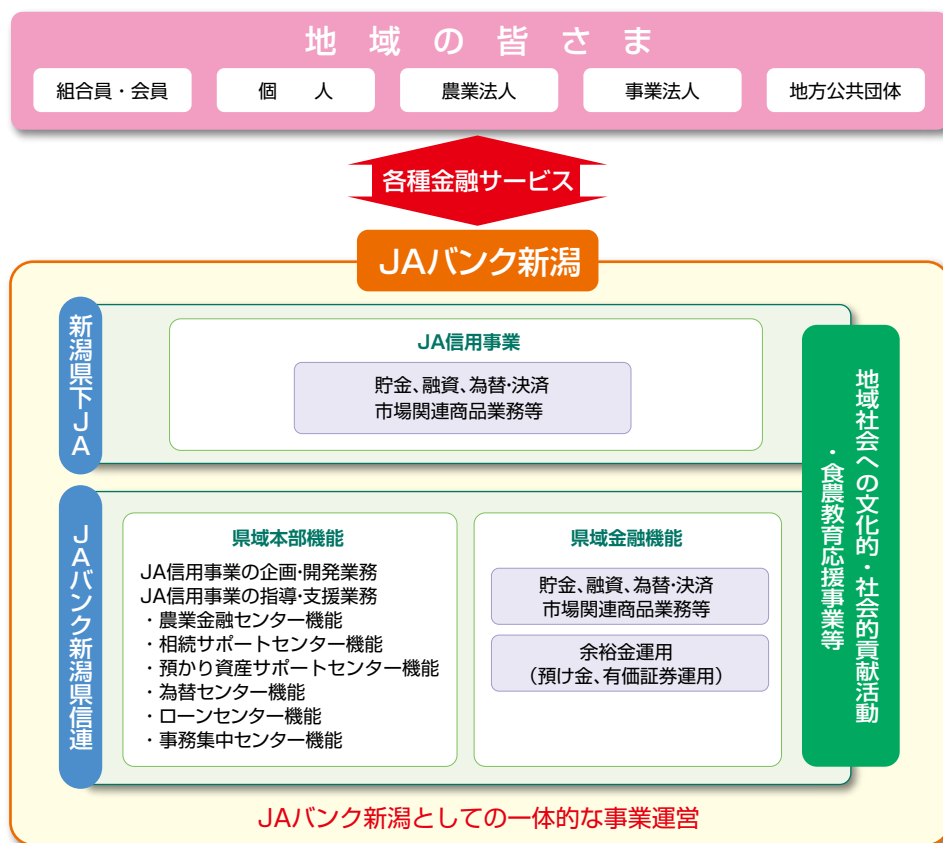 地域の皆さま
組合員・会員
個　人
農業法人
事業法人
地方公共団体
各種金融サービス
JAバンク新潟
新潟県下JA
JA信用事業
貯金、融資、為替・決済
市場関連商品業務等
JAバンク新潟県信連
県域本部機能
JA信用事業の企画・開発業務
JA信用事業の指導・支援業務
・農業金融センター機能
・相続サポートセンター機能
・預かり資産サポートセンター機能
・為替センター機能
・ローンセンター機能
・事務集中センター機能
県域金融機能
貯金、融資、為替・決済
市場関連商品業務等
余裕金運用
（預け金、有価証券運用）
地域社会への文化的・社会的貢献活動
・食農教育応援事業等
JAバンク新潟としての一体的な事業運営